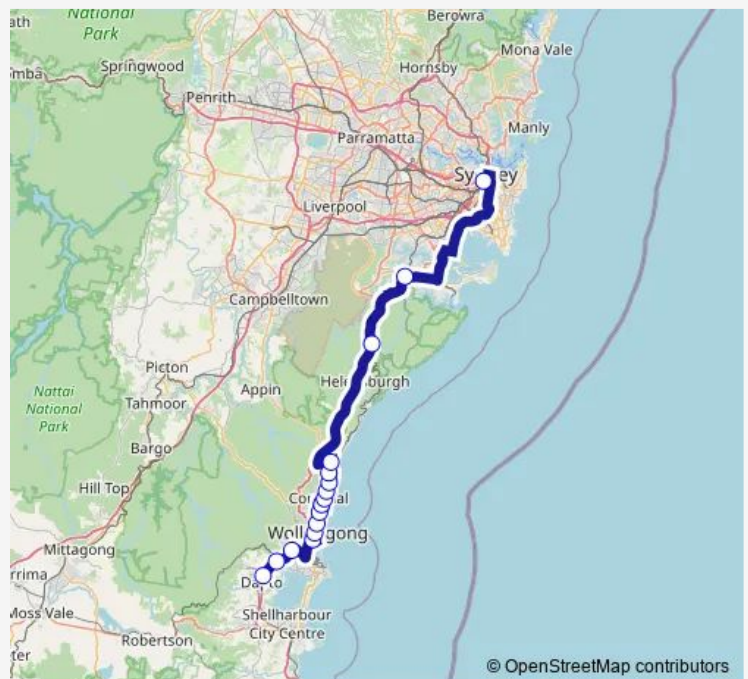 National
Park
Berowra
Springwood
Mona Vale
Hornsby
Penrith
Manly
Parramatta
Liverpool
Campbelltown
Picton
Appin
Nattai
National
Park
Tahmoor
Bargo
Hill Top
Mittagong
Moss Vale
Robertson
Shellharbour
City Centre
© OpenStreetMap contributors